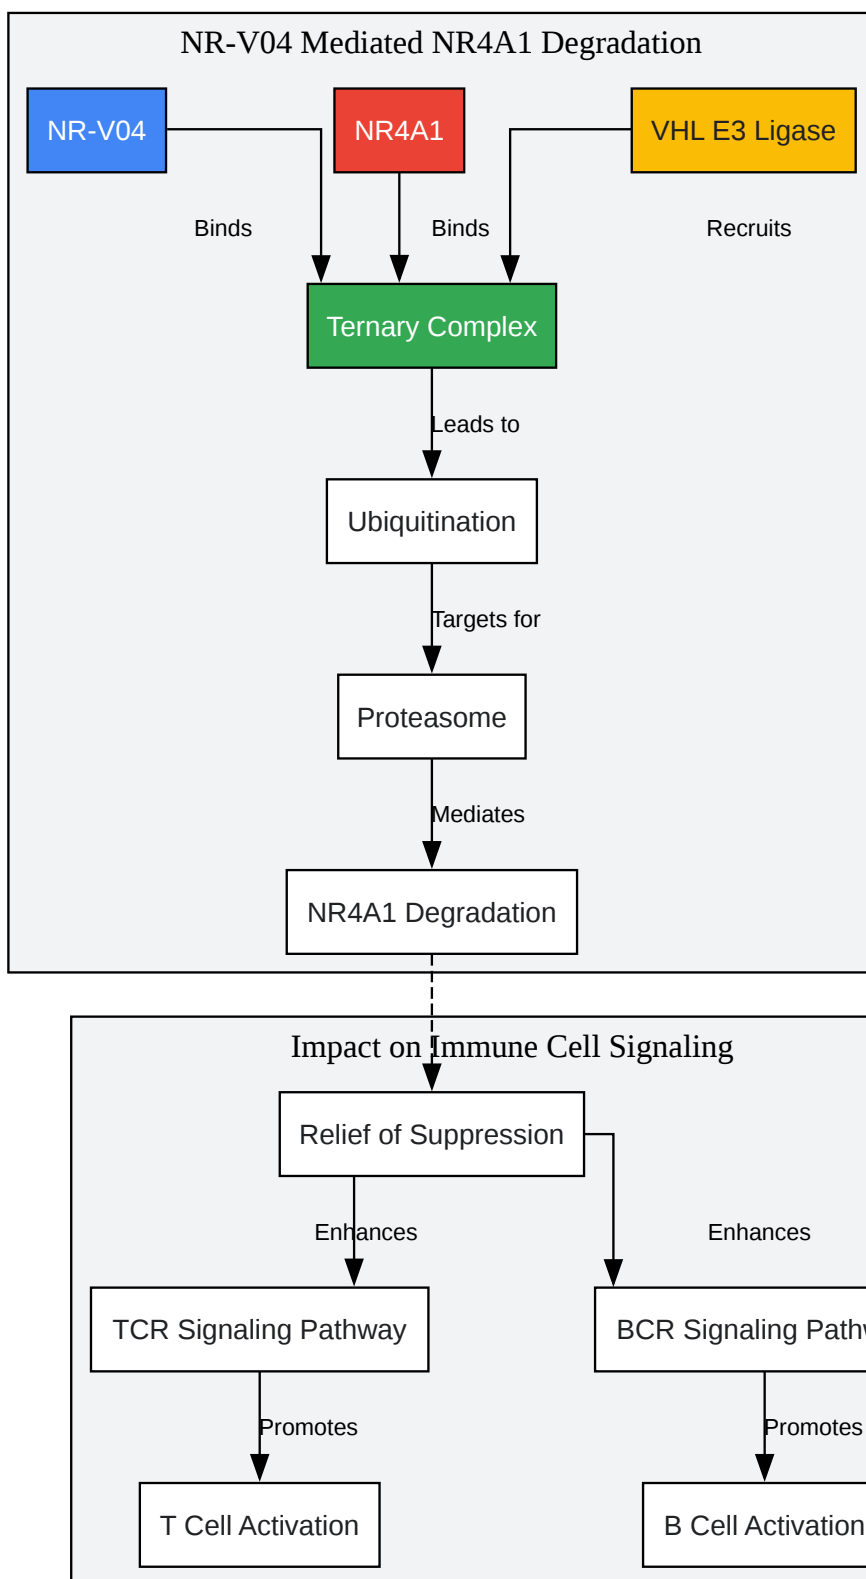 NR-V04 Mediated NR4A1 Degradation
NR-V04
NR4A1
VHL E3 Ligase
Binds
Binds
Recruits
Ternary Complex
Leads to
Ubiquitination
Targets for
Proteasome
Mediates
NR4A1 Degradation
Impact on Immune Cell Signaling
Relief of Suppression
Enhances
Enhances
TCR Signaling Pathway
BCR Signaling
Promotes
Promotes
T Cell Activation
B Cell Activation